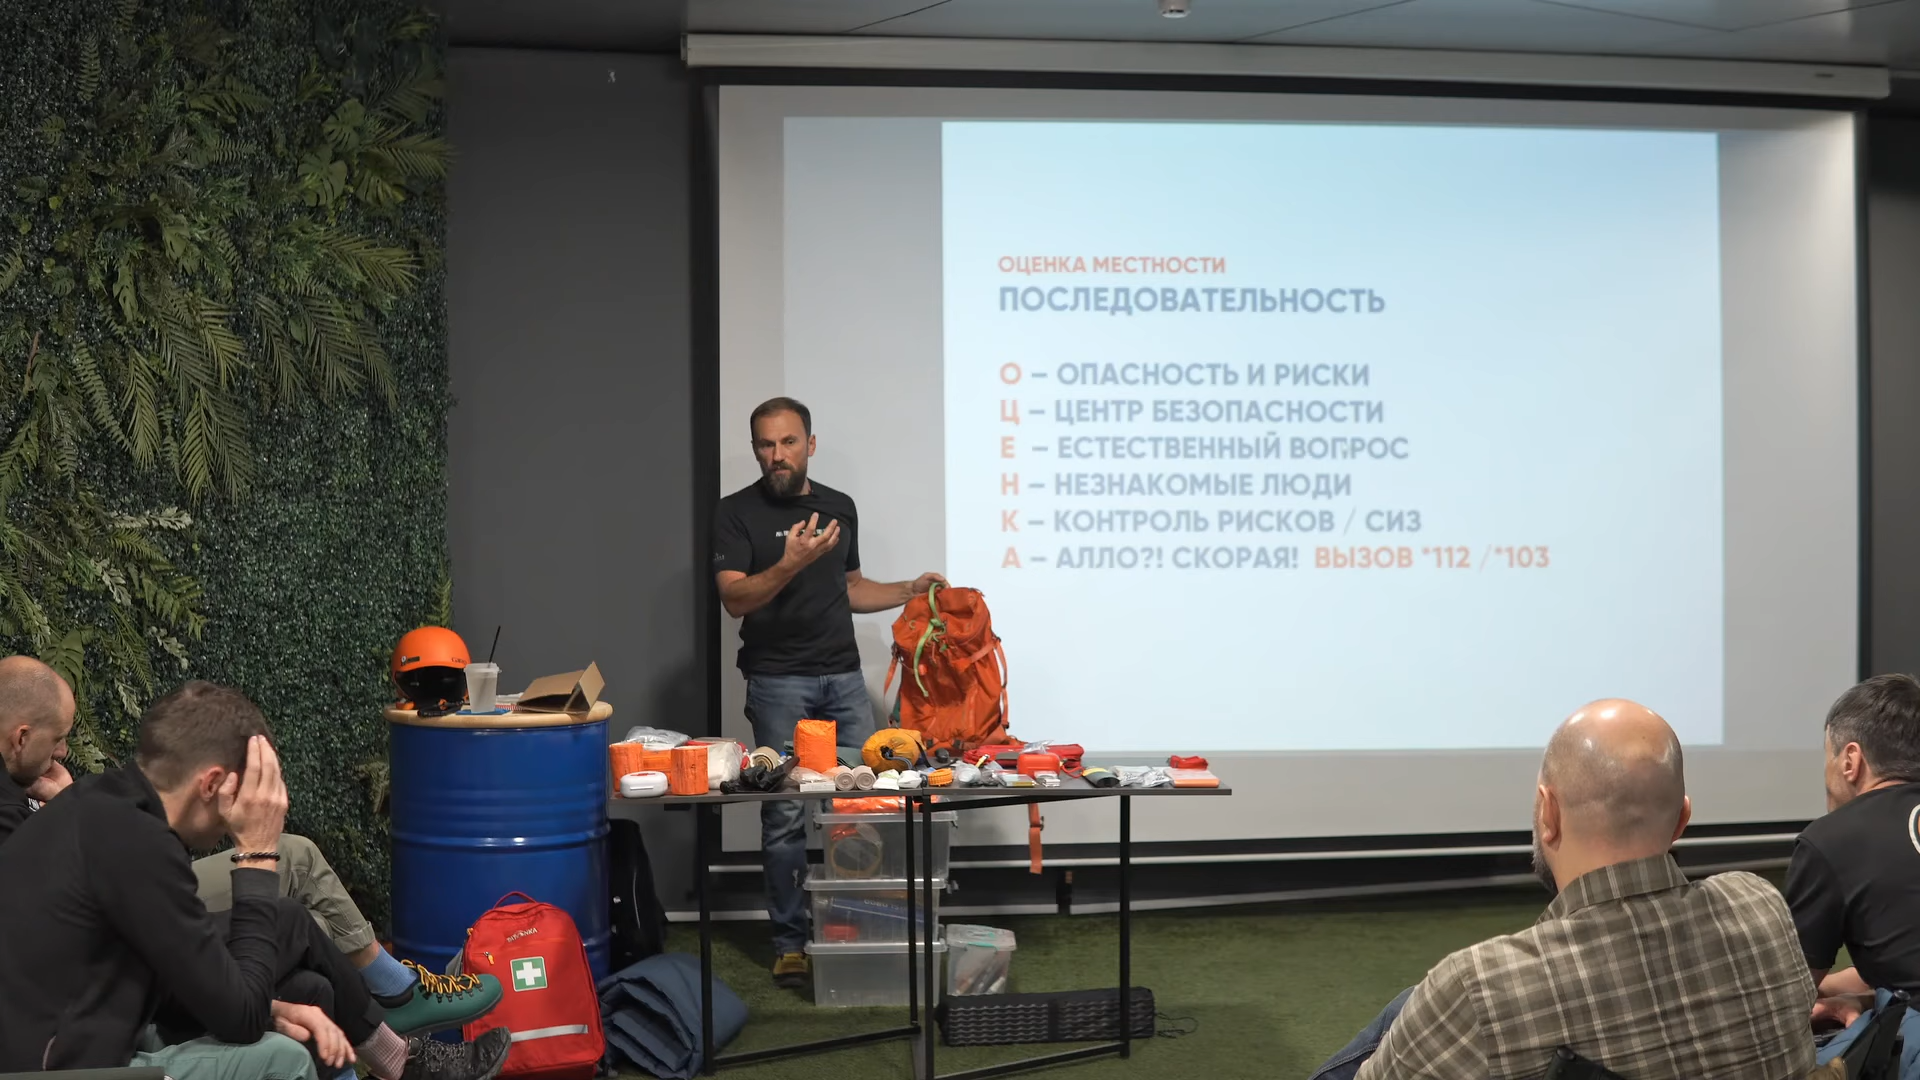 ОЦЕНКА МЕСТНОСТИ
ПОСЛЕДОВАТЕЛЬНОСТЬ
О – ОПАСНОСТЬ И РИСКИ
Ц – ЦЕНТР БЕЗОПАСНОСТИ
Е – ЕСТЕСТВЕННЫЙ ВОПРОС
Н – НЕЗНАКОМЫЕ ЛЮДИ
К – КОНТРОЛЬ РИСКОВ / СИЗ
А – АЛЛО?! СКОРАЯ! ВЫЗОВ *112 / *103
TATONKA